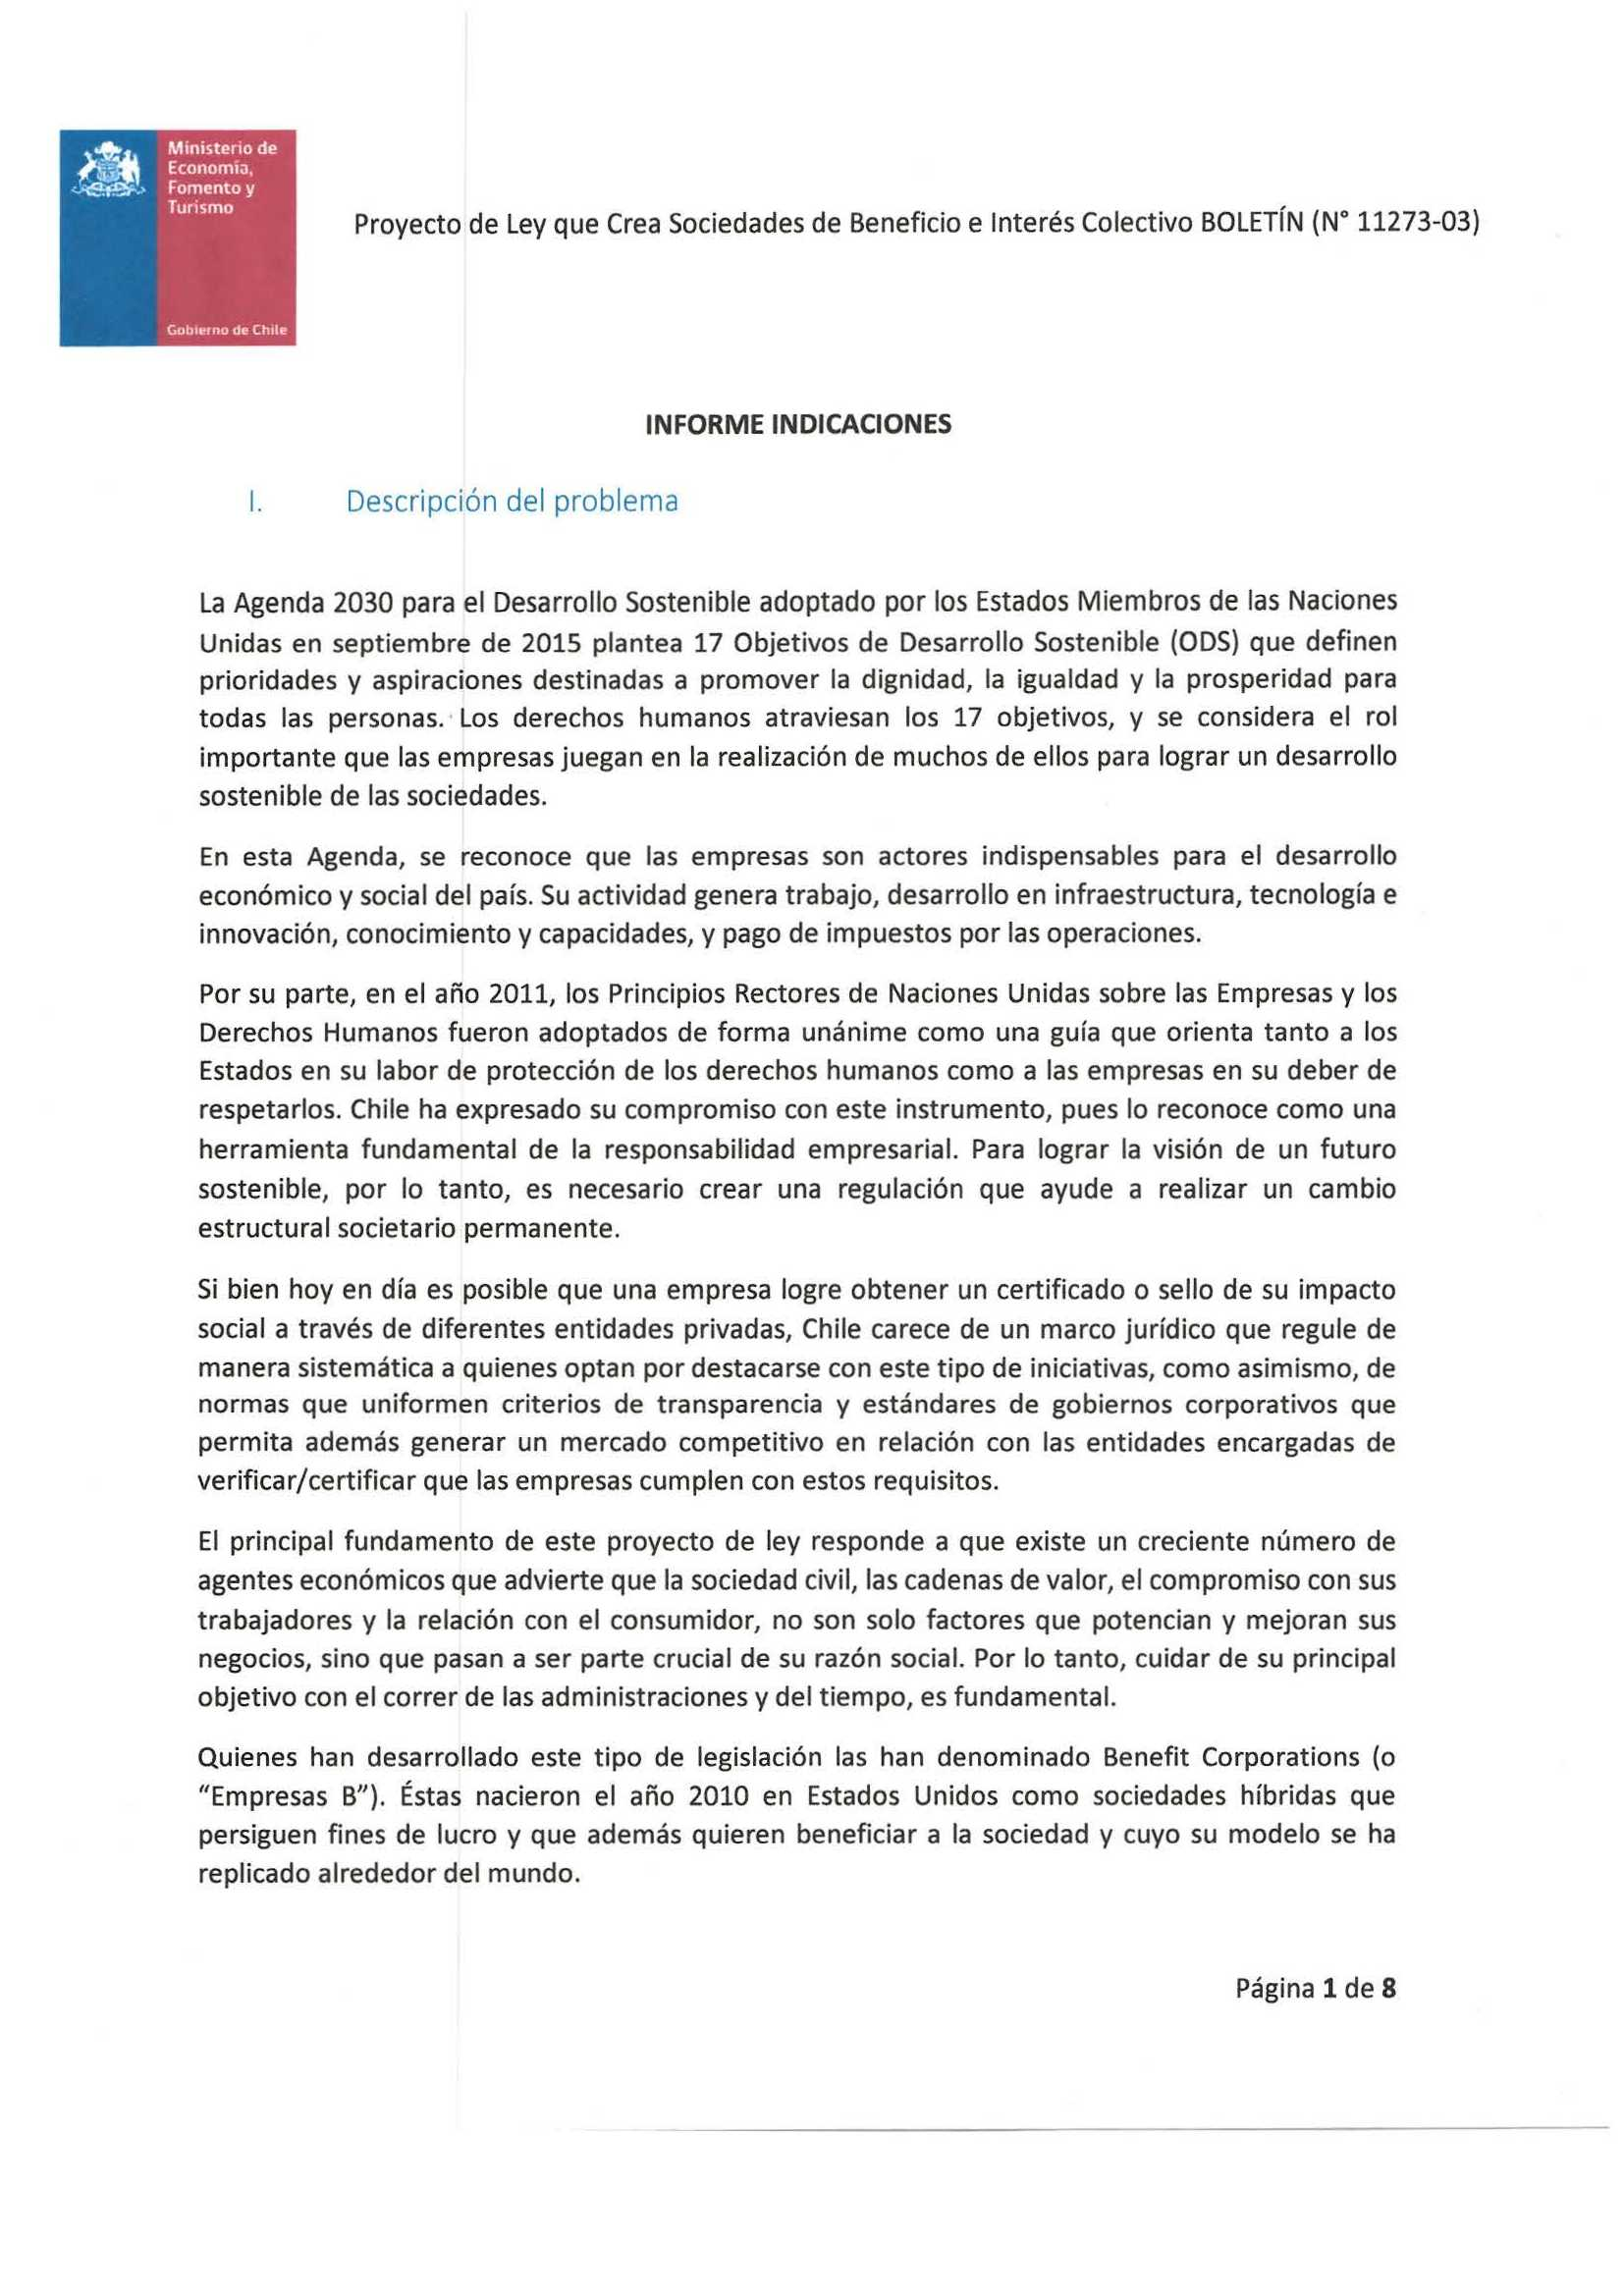 Ministerio de
Economía,
Fomento y
Turismo
Gobierno de Chile
Proyecto de Ley que Crea Sociedades de Beneficio e Interés Colectivo BOLETÍN (N° 11273-03)
INFORME INDICACIONES
I. Descripción del problema
La Agenda 2030 para el Desarrollo Sostenible adoptado por los Estados Miembros de las Naciones
Unidas en septiembre de 2015 plantea 17 Objetivos de Desarrollo Sostenible (ODS) que definen
prioridades y aspiraciones destinadas a promover la dignidad, la igualdad y la prosperidad para
todas las personas. Los derechos humanos atraviesan los 17 objetivos, y se considera el rol
importante que las empresas juegan en la realización de muchos de ellos para lograr un desarrollo
sostenible de las sociedades.
En esta Agenda, se reconoce que las empresas son actores indispensables para el desarrollo
económico y social del país. Su actividad genera trabajo, desarrollo en infraestructura, tecnología e
innovación, conocimiento y capacidades, y pago de impuestos por las operaciones.
Por su parte, en el año 2011, los Principios Rectores de Naciones Unidas sobre las Empresas y los
Derechos Humanos fueron adoptados de forma unánime como una guía que orienta tanto a los
Estados en su labor de protección de los derechos humanos como a las empresas en su deber de
respetarlos. Chile ha expresado su compromiso con este instrumento, pues lo reconoce como una
herramienta fundamental de la responsabilidad empresarial. Para lograr la visión de un futuro
sostenible, por lo tanto, es necesario crear una regulación que ayude a realizar un cambio
estructural societario permanente.
Si bien hoy en día es posible que una empresa logre obtener un certificado o sello de su impacto
social a través de diferentes entidades privadas, Chile carece de un marco jurídico que regule de
manera sistemática a quienes optan por destacarse con este tipo de iniciativas, como asimismo, de
normas que uniformen criterios de transparencia y estándares de gobiernos corporativos que
permita además generar un mercado competitivo en relación con las entidades encargadas de
verificar/certificar que las empresas cumplen con estos requisitos.
El principal fundamento de este proyecto de ley responde a que existe un creciente número de
agentes económicos que advierte que la sociedad civil, las cadenas de valor, el compromiso con sus
trabajadores y la relación con el consumidor, no son solo factores que potencian y mejoran sus
negocios, sino que pasan a ser parte crucial de su razón social. Por lo tanto, cuidar de su principal
objetivo con el correr de las administraciones y del tiempo, es fundamental.
Quienes han desarrollado este tipo de legislación las han denominado Benefit Corporations (o
"Empresas B"). Éstas nacieron el año 2010 en Estados Unidos como sociedades híbridas que
persiguen fines de lucro y que además quieren beneficiar a la sociedad y cuyo su modelo se ha
replicado alrededor del mundo.
Página 1 de 8